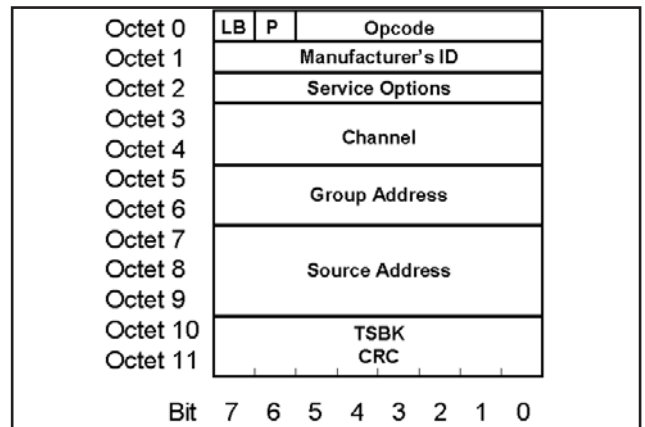 Octet 0 LB P Opcode
Octet 1 Manufacturer's ID
Octet 2 Service Options
Octet 3
Channel
Octet 4
Octet 5
Group Address
Octet 6
Octet 7
Octet 8 Source Address
Octet 9
Octet 10 TSBK
Octet 11 CRC
Bit 7 6 5 4 3 2 1 0